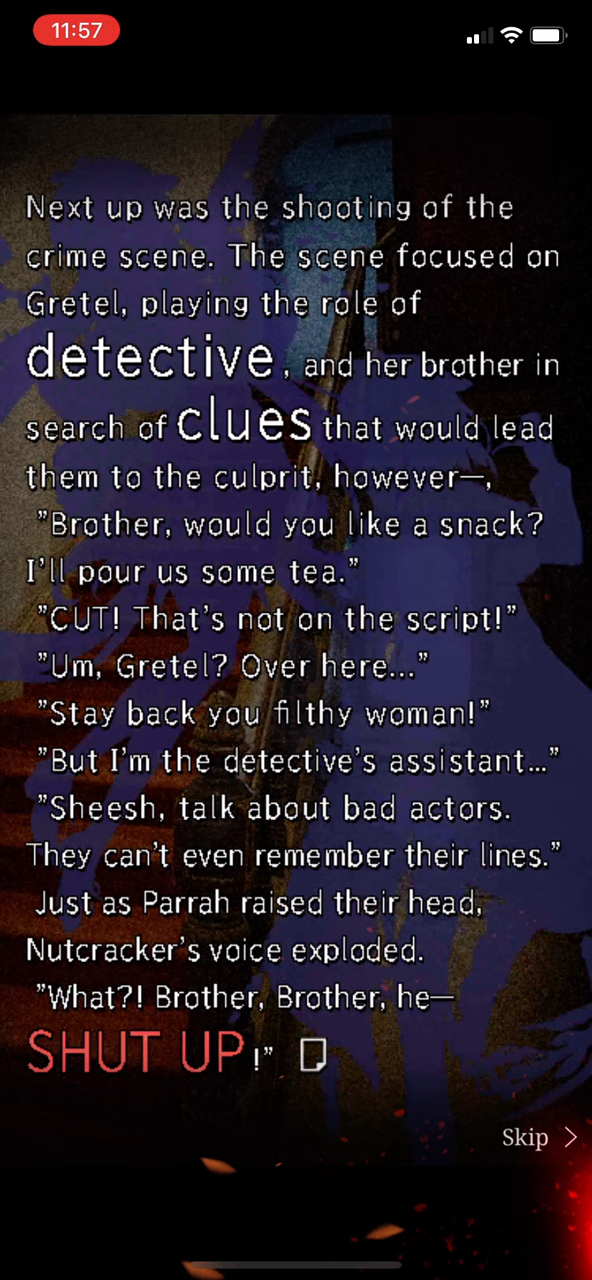 11:57
Next up was the shooting of the
crime scene. The scene focused on
Gretel, playing the role of
detective, and her brother in
search of clues that would lead
them to the culprit, however—,
”Brother, would you like a snack?
I’ll pour us some tea.”
”CUT! That’s not on the script!”
”Um, Gretel? Over here...”
”Stay back you filthy woman!”
”But I’m the detective’s assistant...”
”Sheesh, talk about bad actors.
They can’t even remember their lines.”
Just as Parrah raised their head,
Nutcracker’s voice exploded.
”What?! Brother, Brother, he—
SHUT UP!”
Skip